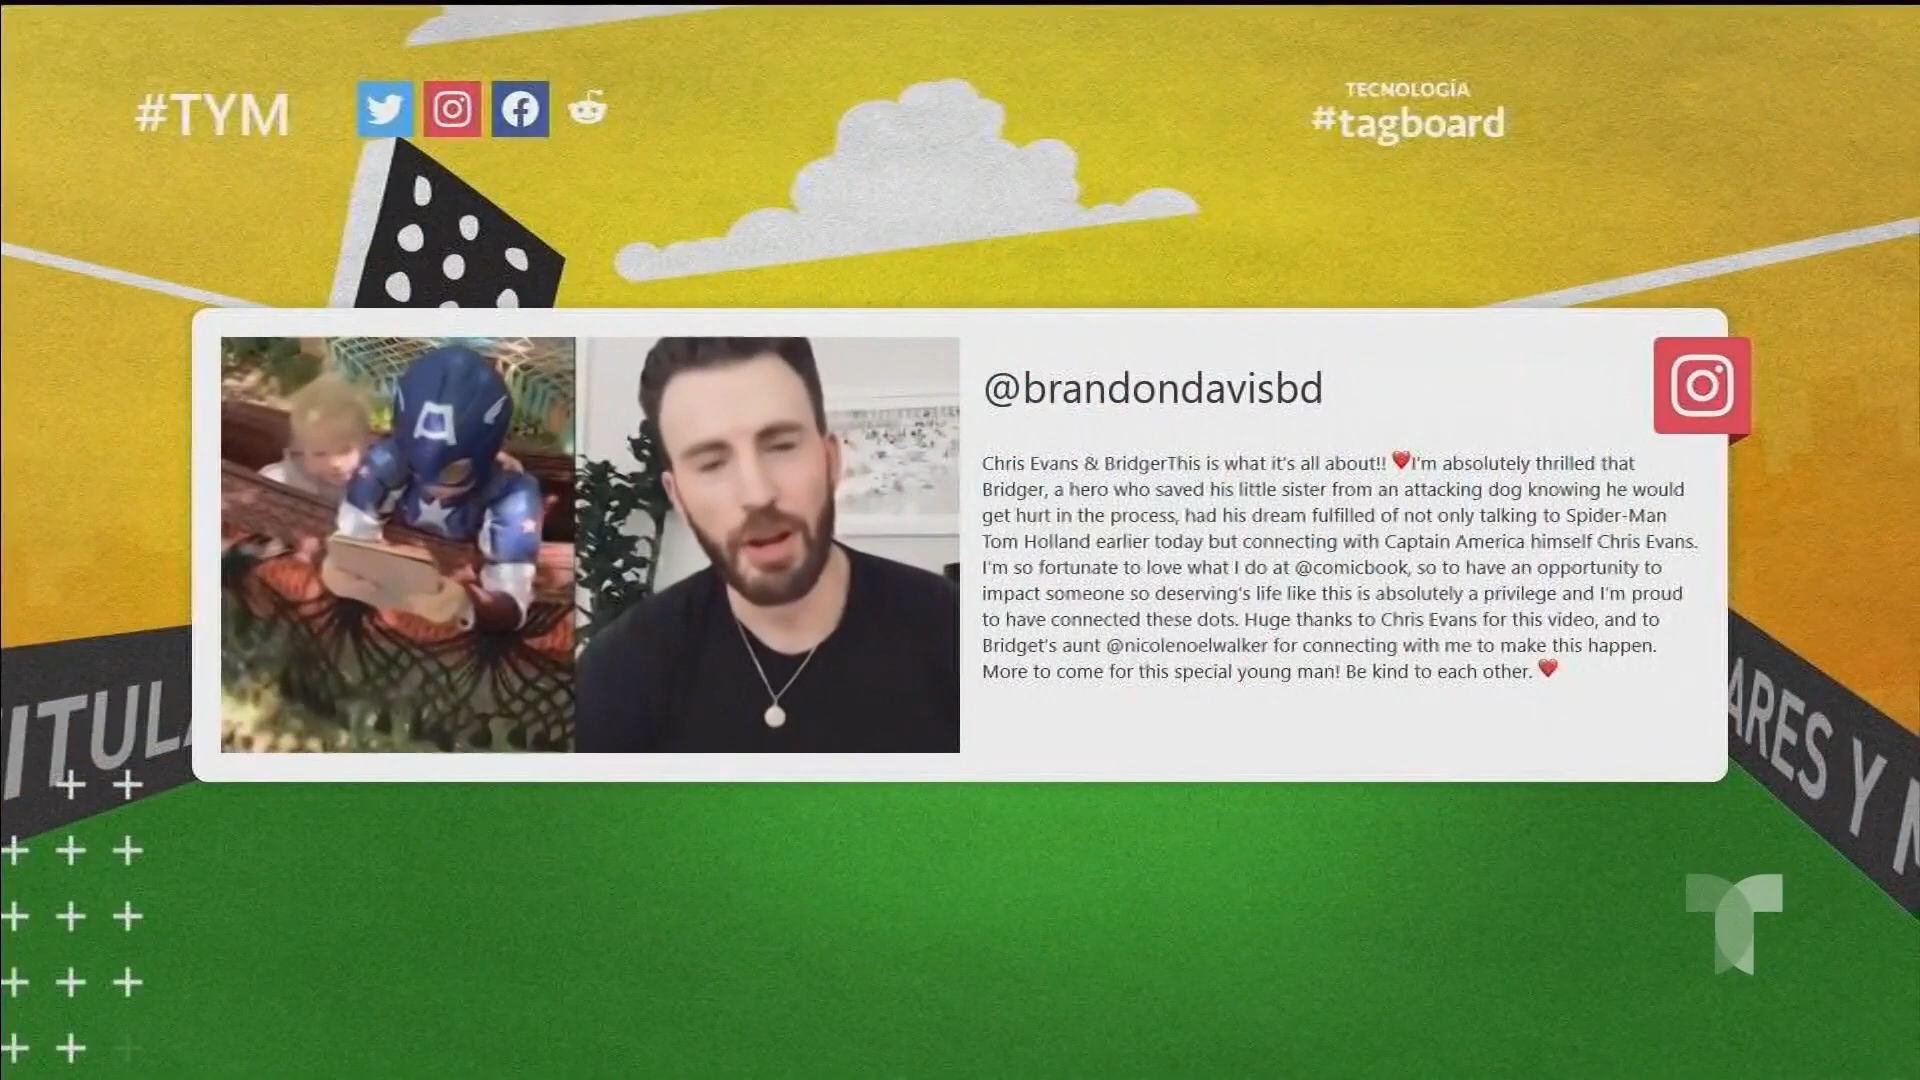 #TYM
TECNOLOGÍA
#tagboard
@brandondavisbd
Chris Evans & BridgerThis is what it's all about!! ❤️I'm absolutely thrilled that
Bridger, a hero who saved his little sister from an attacking dog knowing he would
get hurt in the process, had his dream fulfilled of not only talking to Spider-Man
Tom Holland earlier today but connecting with Captain America himself Chris Evans.
I'm so fortunate to love what I do at @comicbook, so to have an opportunity to
impact someone so deserving's life like this is absolutely a privilege and I'm proud
to have connected these dots. Huge thanks to Chris Evans for this video, and to
Bridget's aunt @nicolenoelwalker for connecting with me to make this happen.
More to come for this special young man! Be kind to each other. ❤️
ITUL
ARES Y
A
T